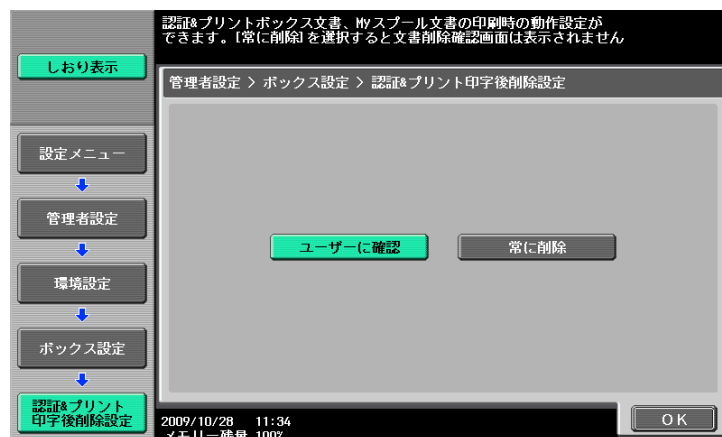 認証&プリントボックス文書、Myスプール文書の印刷時の動作設定が
できます。[常に削除]を選択すると文書削除確認画面は表示されません
しおり表示
管理者設定 > ボックス設定 > 認証&プリント印字後削除設定
設定メニュー
管理者設定
環境設定
ボックス設定
認証&プリント
印字後削除設定
ユーザーに確認
常に削除
2009/10/28 11:34
メモリー残量 100%
OK